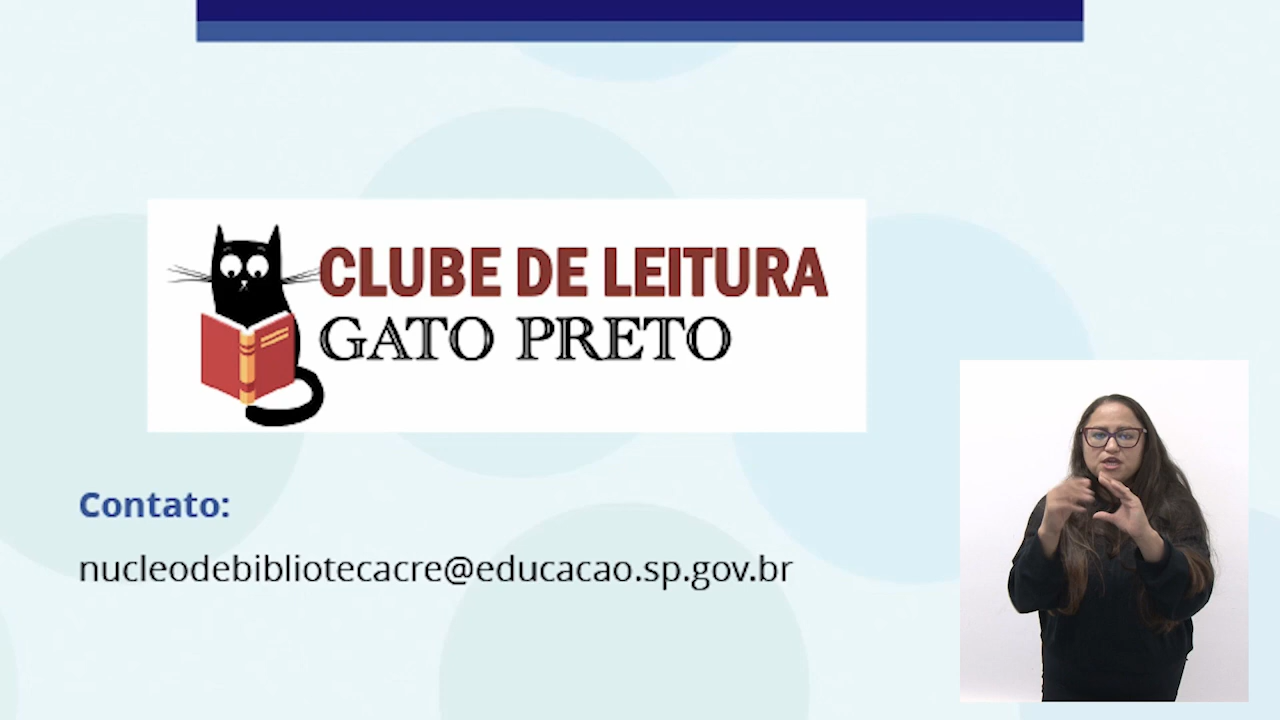 CLUBE DE LEITURA
GATO PRETO
Contato:
nucleodebibliotecacre@educacao.sp.gov.br